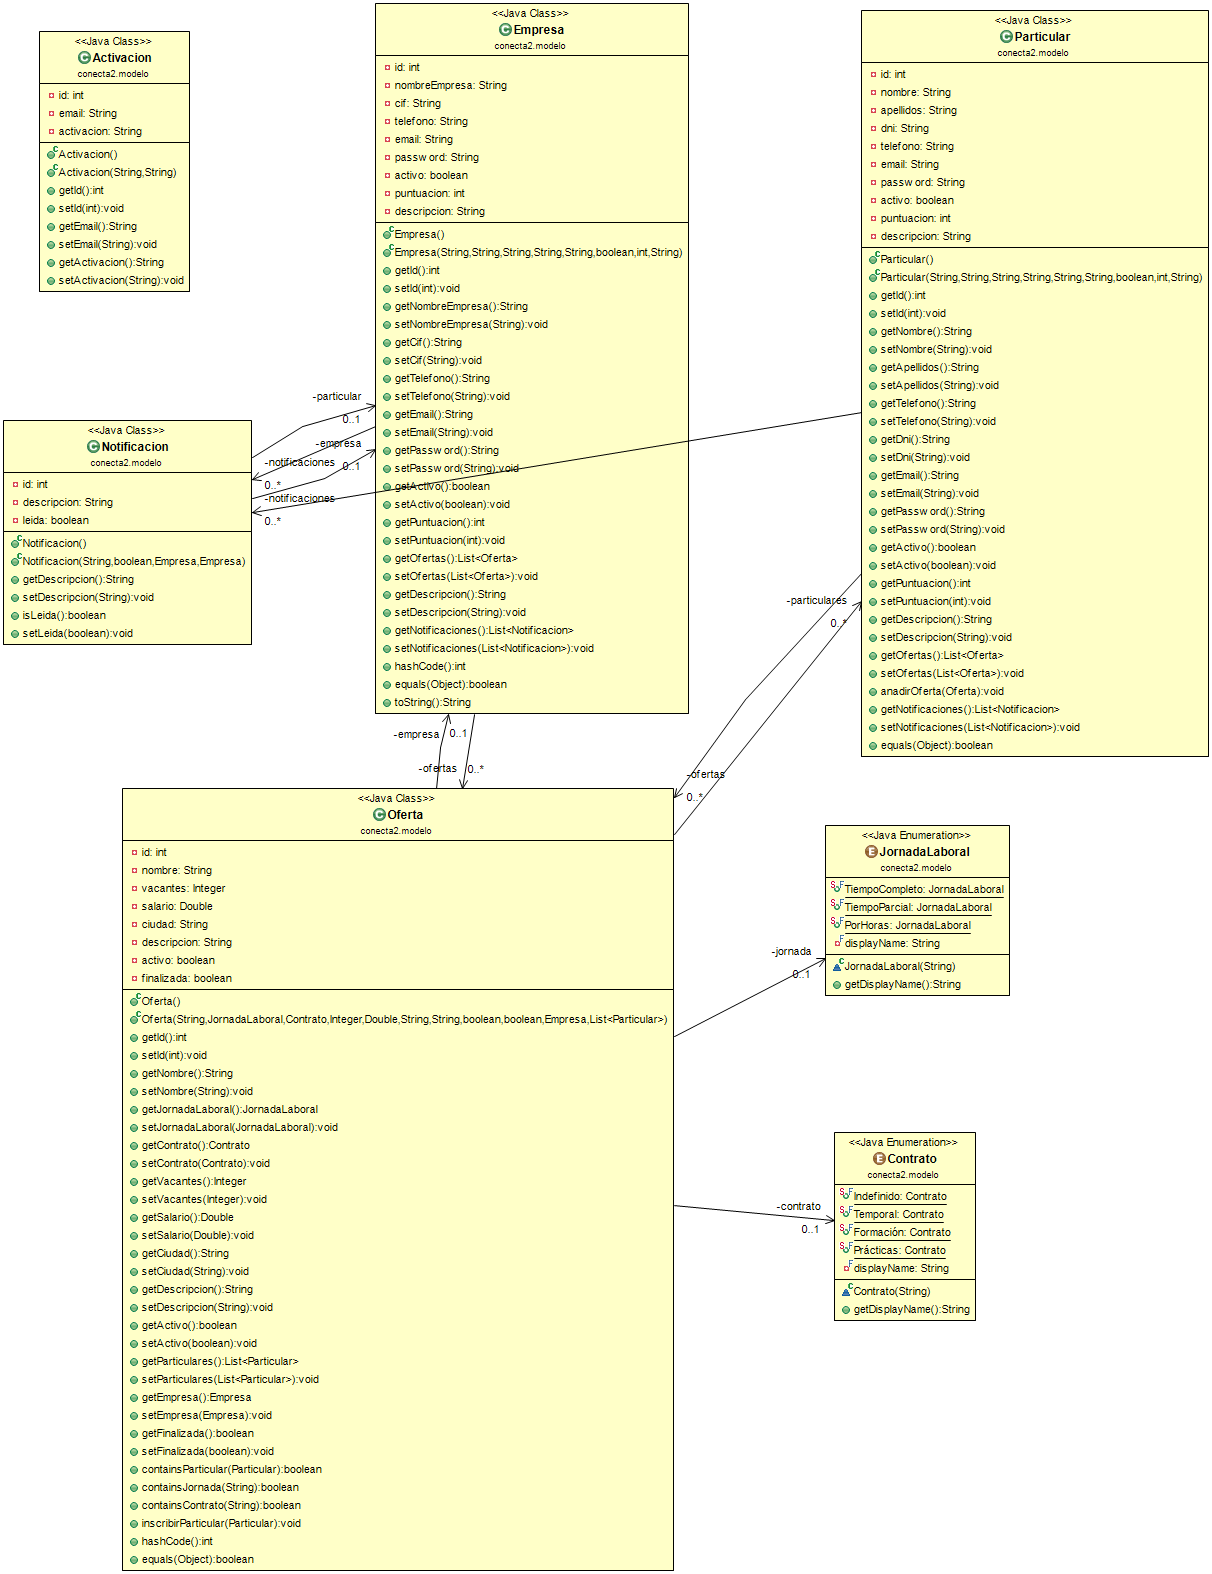 <<Java Class>>
Activacion
conecta2.modelo
id: int
email: String
activacion: String
Activacion()
Activacion(String,String)
getId():int
setId(int):void
getEmail():String
setEmail(String):void
getActivacion():String
setActivacion(String):void
<<Java Class>>
Empresa
conecta2.modelo
id: int
nombreEmpresa: String
cif: String
telefono: String
email: String
password: String
activo: boolean
puntuacion: int
descripcion: String
Empresa()
Empresa(String,String,String,String,String,boolean,int,String)
getId():int
setId(int):void
getNombreEmpresa():String
setNombreEmpresa(String):void
getCif():String
setCif(String):void
getTelefono():String
setTelefono(String):void
getEmail():String
setEmail(String):void
getPassword():String
setPassword(String):void
getActivo():boolean
setActivo(boolean):void
getPuntuacion():int
setPuntuacion(int):void
getOfertas():List<Oferta>
setOfertas(List<Oferta>):void
getDescripcion():String
setDescripcion(String):void
getNotificaciones():List<Notificacion>
setNotificaciones(List<Notificacion>):void
hashCode():int
equals(Object):boolean
toString():String
<<Java Class>>
Particular
conecta2.modelo
id: int
nombre: String
apellidos: String
dni: String
telefono: String
email: String
password: String
activo: boolean
puntuacion: int
descripcion: String
Particular()
Particular(String,String,String,String,String,String,boolean,int,String)
getId():int
setId(int):void
getNombre():String
setNombre(String):void
getApellidos():String
setApellidos(String):void
getTelefono():String
setTelefono(String):void
getDni():String
setDni(String):void
getEmail():String
setEmail(String):void
getPassword():String
setPassword(String):void
getActivo():boolean
setActivo(boolean):void
getPuntuacion():int
setPuntuacion(int):void
getDescripcion():String
setDescripcion(String):void
getOfertas():List<Oferta>
setOfertas(List<Oferta>):void
anadirOferta(Oferta):void
getNotificaciones():List<Notificacion>
setNotificaciones(List<Notificacion>):void
equals(Object):boolean
-particular
0..1
-empresa
0..1
-notificaciones
0..*
-notificaciones
0..*
<<Java Class>>
Notificacion
conecta2.modelo
id: int
descripcion: String
leida: boolean
Notificacion()
Notificacion(String,boolean,Empresa,Empresa)
getDescripcion():String
setDescripcion(String):void
isLeida():boolean
setLeida(boolean):void
-particulares
0..*
-ofertas
0..*
-empresa
0..1
-ofertas
0..*
<<Java Class>>
Oferta
conecta2.modelo
id: int
nombre: String
vacantes: Integer
salario: Double
ciudad: String
descripcion: String
activo: boolean
finalizada: boolean
Oferta()
Oferta(String,JornadaLaboral,Contrato,Integer,Double,String,String,boolean,boolean,Empresa,List<Particular>)
getId():int
setId(int):void
getNombre():String
setNombre(String):void
getJornadaLaboral():JornadaLaboral
setJornadaLaboral(JornadaLaboral):void
getContrato():Contrato
setContrato(Contrato):void
getVacantes():Integer
setVacantes(Integer):void
getSalario():Double
setSalario(Double):void
getCiudad():String
setCiudad(String):void
getDescripcion():String
setDescripcion(String):void
getActivo():boolean
setActivo(boolean):void
getParticulares():List<Particular>
setParticulares(List<Particular>):void
getEmpresa():Empresa
setEmpresa(Empresa):void
getFinalizada():boolean
setFinalizada(boolean):void
containsParticular(Particular):boolean
containsJornada(String):boolean
containsContrato(String):boolean
inscribirParticular(Particular):void
hashCode():int
equals(Object):boolean
-jornada
0..1
<<Java Enumeration>>
JornadaLaboral
conecta2.modelo
TiempoCompleto: JornadaLaboral
TiempoParcial: JornadaLaboral
PorHoras: JornadaLaboral
displayName: String
JornadaLaboral(String)
getDisplayName():String
-contrato
0..1
<<Java Enumeration>>
Contrato
conecta2.modelo
Indefinido: Contrato
Temporal: Contrato
Formación: Contrato
Prácticas: Contrato
displayName: String
Contrato(String)
getDisplayName():String